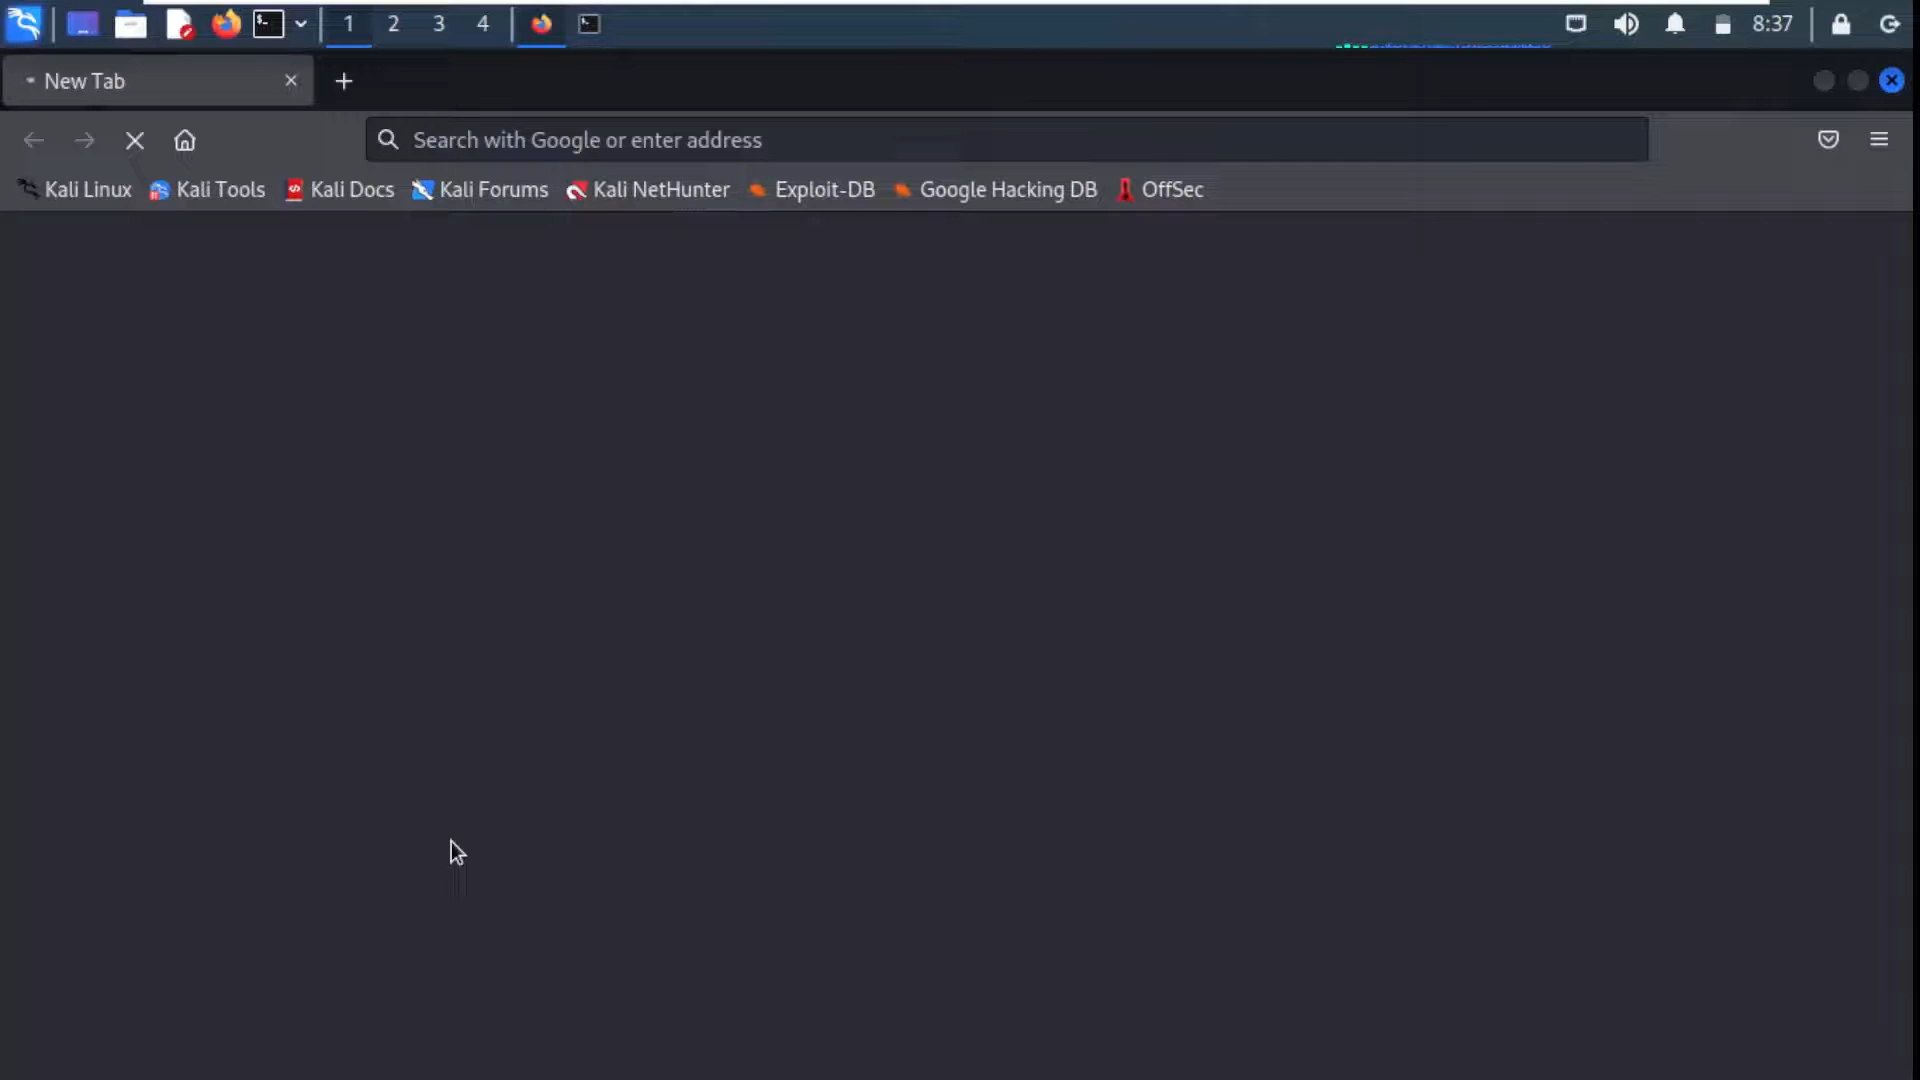 1 2 3 4 8:37
New Tab
Search with Google or enter address
Kali Linux Kali Tools Kali Docs Kali Forums Kali NetHunter Exploit-DB Google Hacking DB OffSec